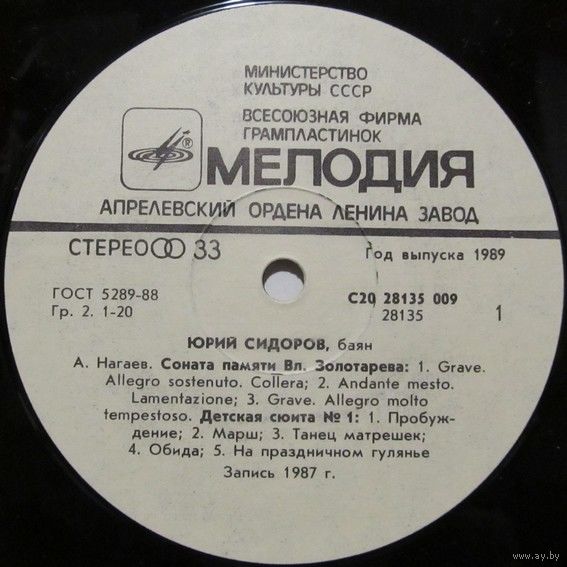 МИНИСТЕРСТВО
КУЛЬТУРЫ СССР
ВСЕСОЮЗНАЯ ФИРМА
ГРАМПЛАСТИНОК
®
МЕЛОДИЯ
АПРЕЛЕВСКИЙ ОРДЕНА ЛЕНИНА ЗАВОД
СТЕРЕО 33
Год выпуска 1989
ГОСТ 5289-88
Гр. 2. 1-20
С20 28135 009
28135
1
ЮРИЙ СИДОРОВ, баян
А. Нагаев. Соната памяти Вл. Золотарева: 1. Grave.
Allegro sostenuto. Collera; 2. Andante mesto.
Lamentazione; 3. Grave. Allegro molto
tempestoso. Детская сюита № 1: 1. Пробуж-
дение; 2. Марш; 3. Танец матрешек;
4. Обида; 5. На праздничном гулянье
Запись 1987 г.
www.ay.by